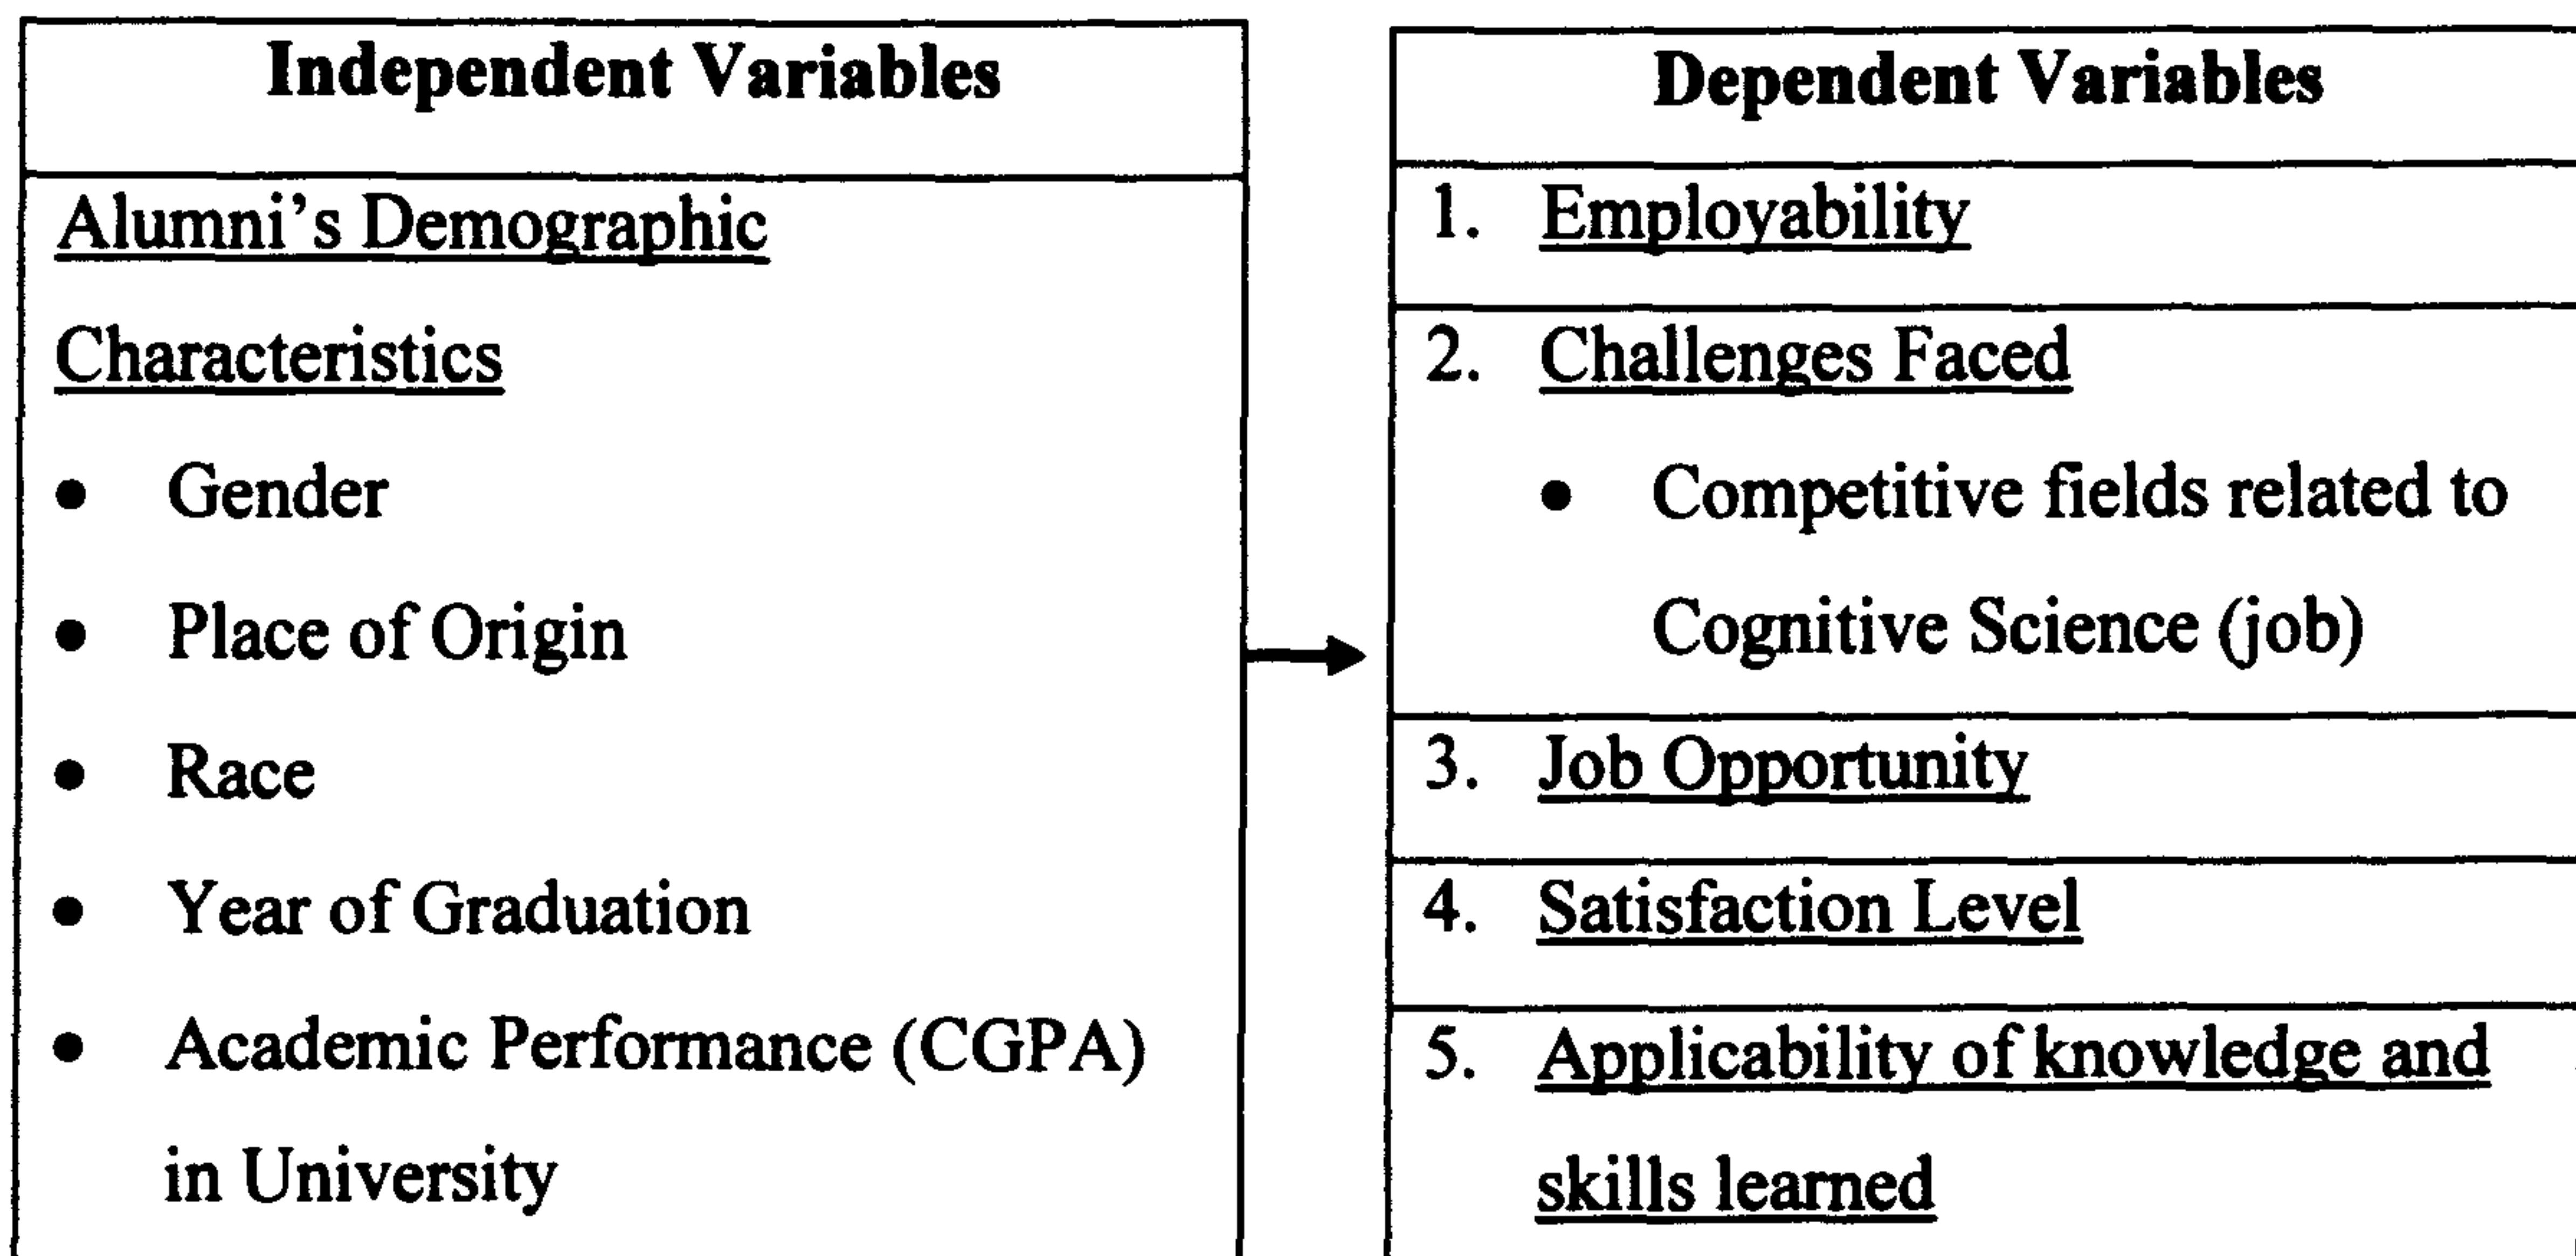 Independent Variables
Alumni's Demographic
Characteristics
• Gender
• Place of Origin
• Race
• Year of Graduation
• Academic Performance (CGPA)
in University
Dependent Variables
1. Employability
2. Challenges Faced
• Competitive fields related to
Cognitive Science (job)
3. Job Opportunity
4. Satisfaction Level
5. Applicability of knowledge and
skills learned